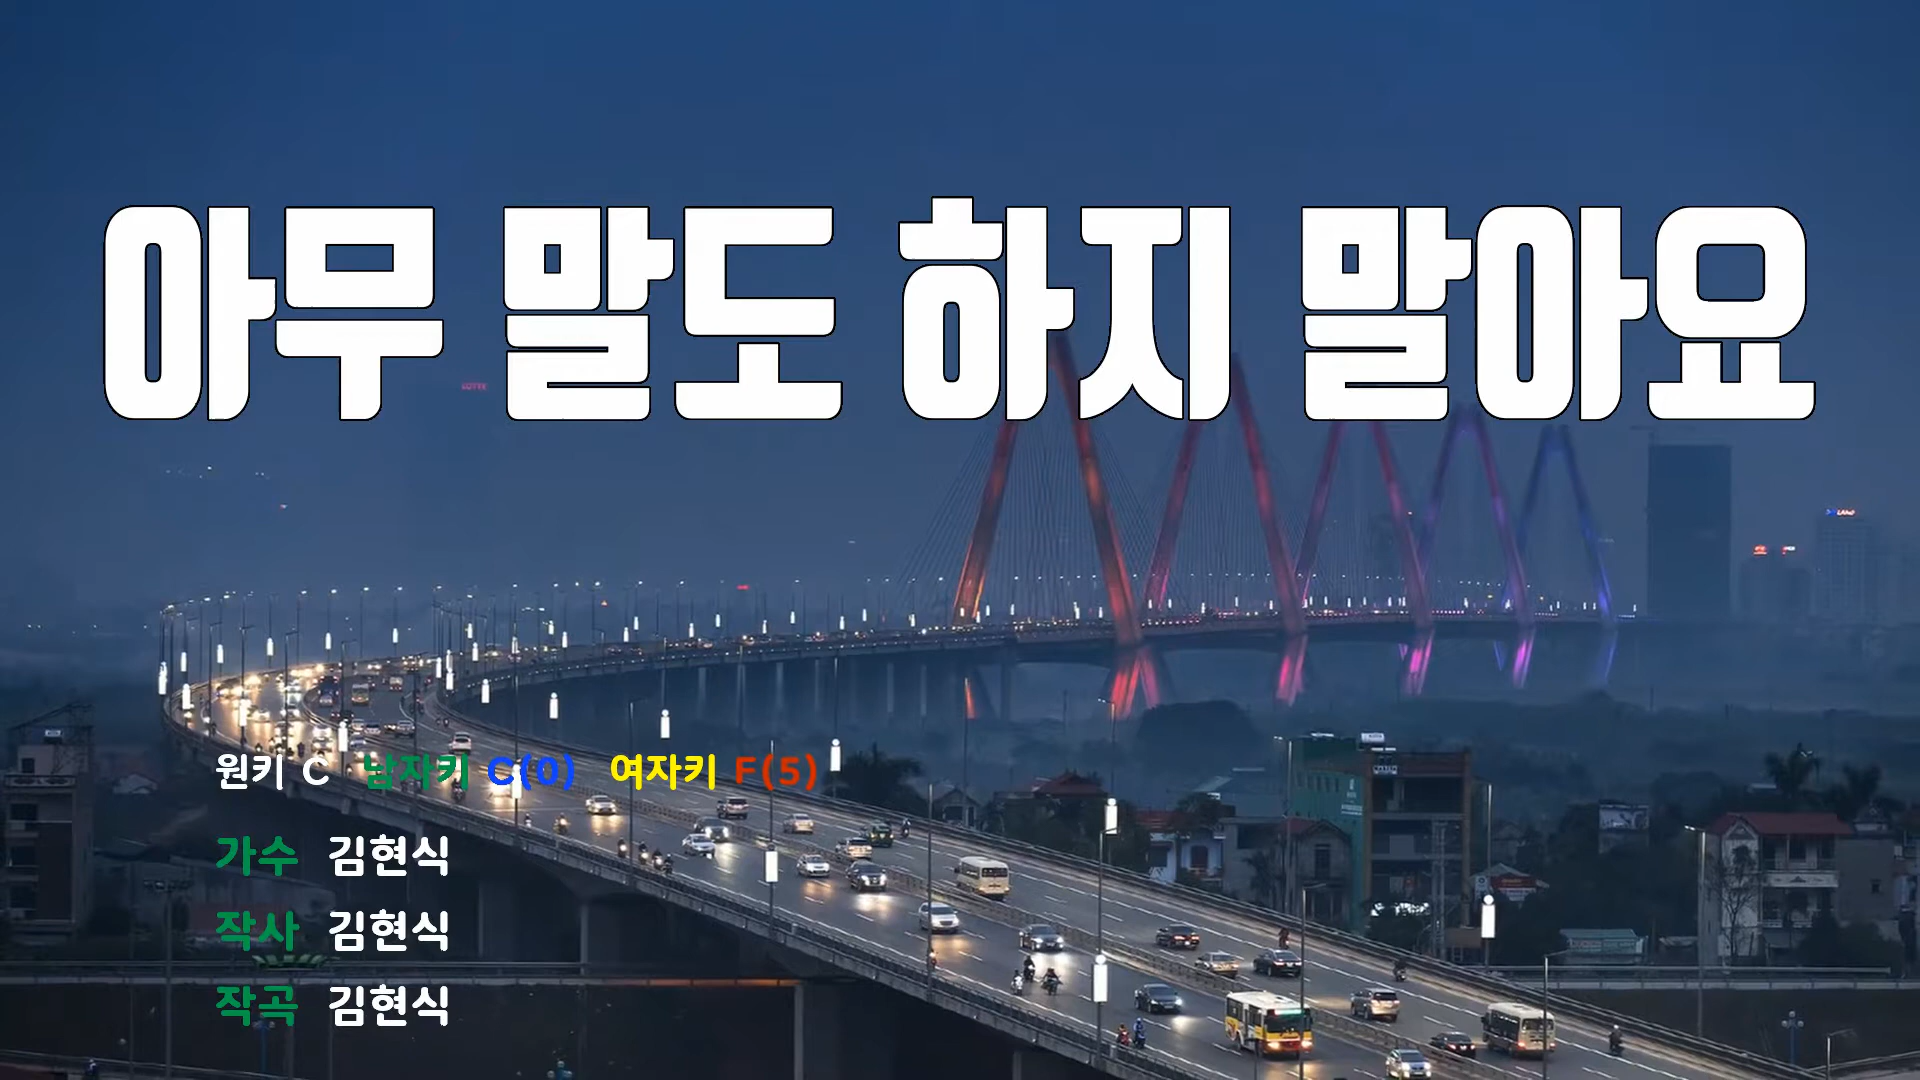 아무 말도 하지 말아요
LOTTE
원키 C 남자키 C(0) 여자키 F(5)
가수 김현식
작사 김현식
작곡 김현식